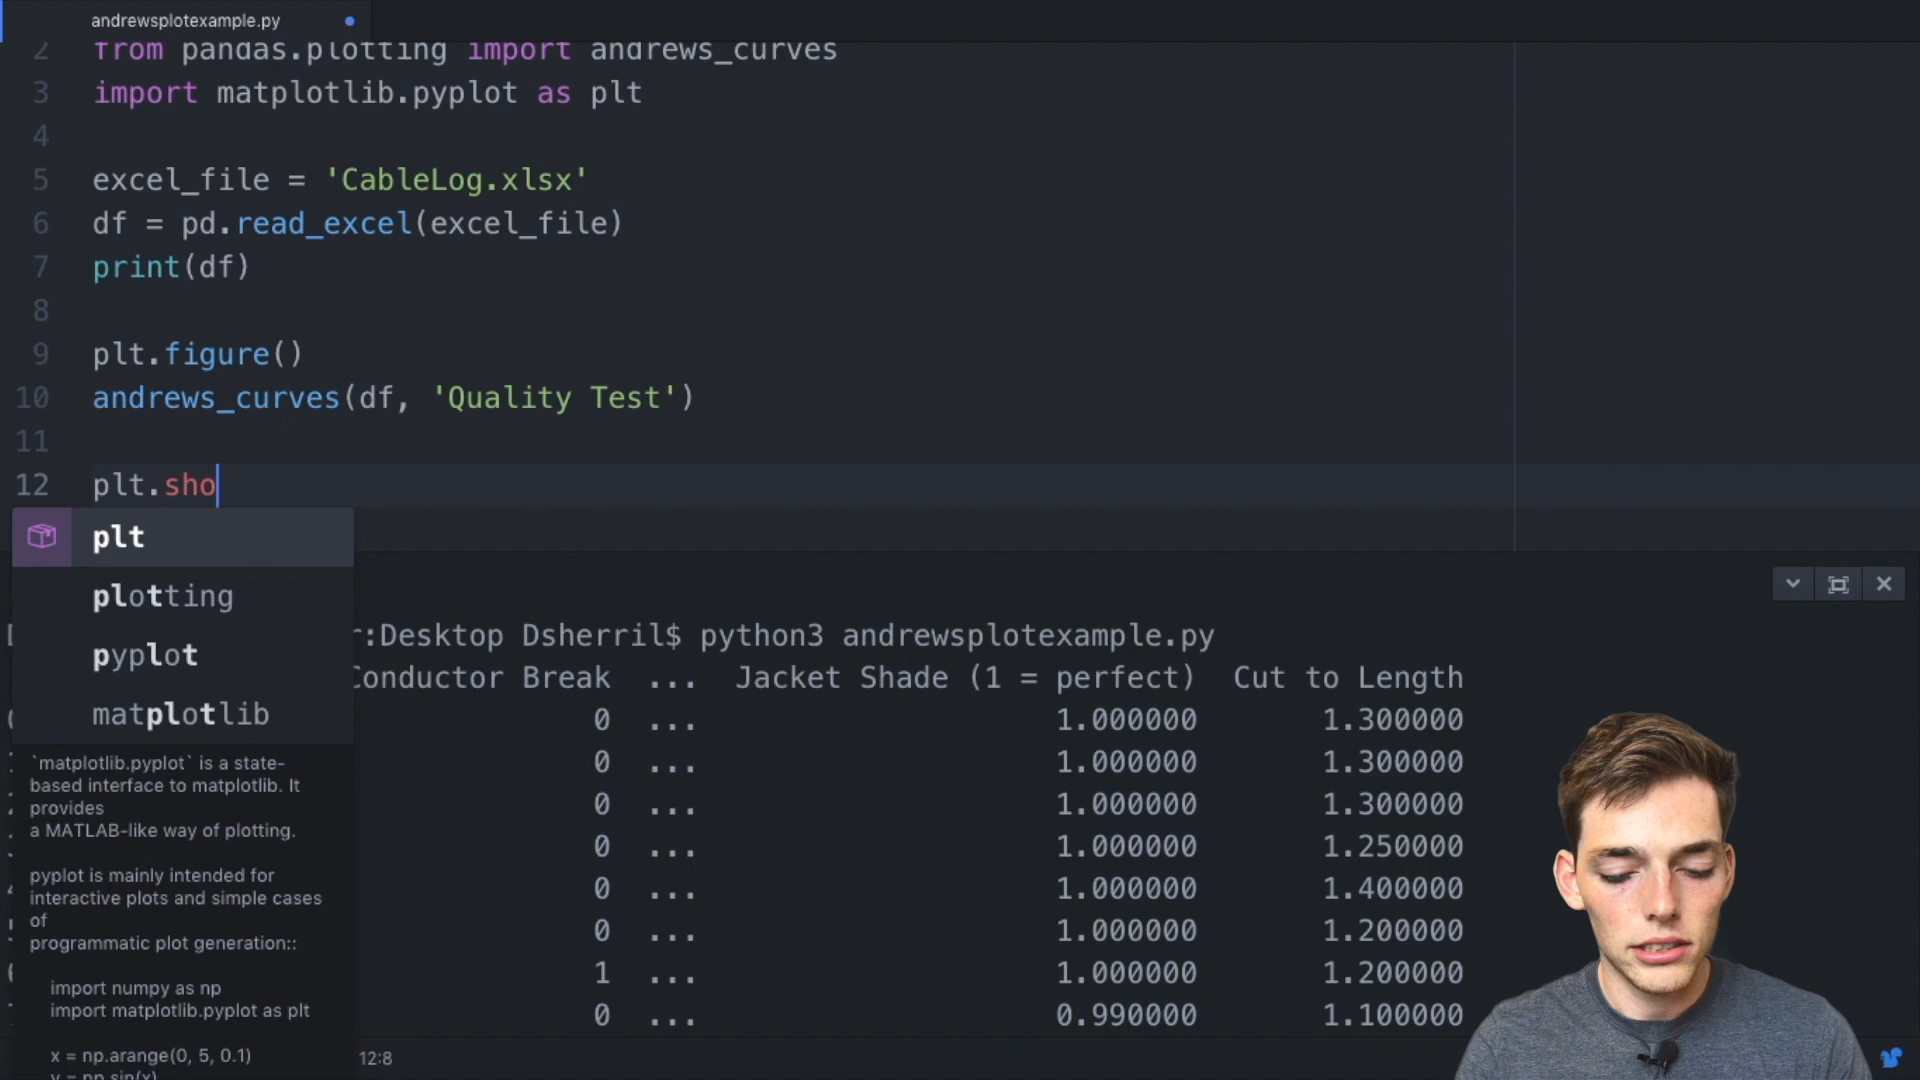 andrewsplotexample.py
2 from pandas.plotting import andrews_curves
3 import matplotlib.pyplot as plt
4
5 excel_file = 'CableLog.xlsx'
6 df = pd.read_excel(excel_file)
7 print(df)
8
9 plt.figure()
10 andrews_curves(df, 'Quality Test')
11
12 plt.sho
plt
plotting
pyplot
matplotlib
`matplotlib.pyplot` is a state-
based interface to matplotlib. It
provides
a MATLAB-like way of plotting.
pyplot is mainly intended for
interactive plots and simple cases
of
programmatic plot generation::
import numpy as np
import matplotlib.pyplot as plt
x = np.arange(0, 5, 0.1)
y = np.sin(x)
r:Desktop Dsherril$ python3 andrewsplotexample.py
Conductor Break ... Jacket Shade (1 = perfect) Cut to Length
0 ... 1.000000 1.300000
0 ... 1.000000 1.300000
0 ... 1.000000 1.300000
0 ... 1.000000 1.250000
0 ... 1.000000 1.400000
0 ... 1.000000 1.200000
1 ... 1.000000 1.200000
0 ... 0.990000 1.100000
12:8